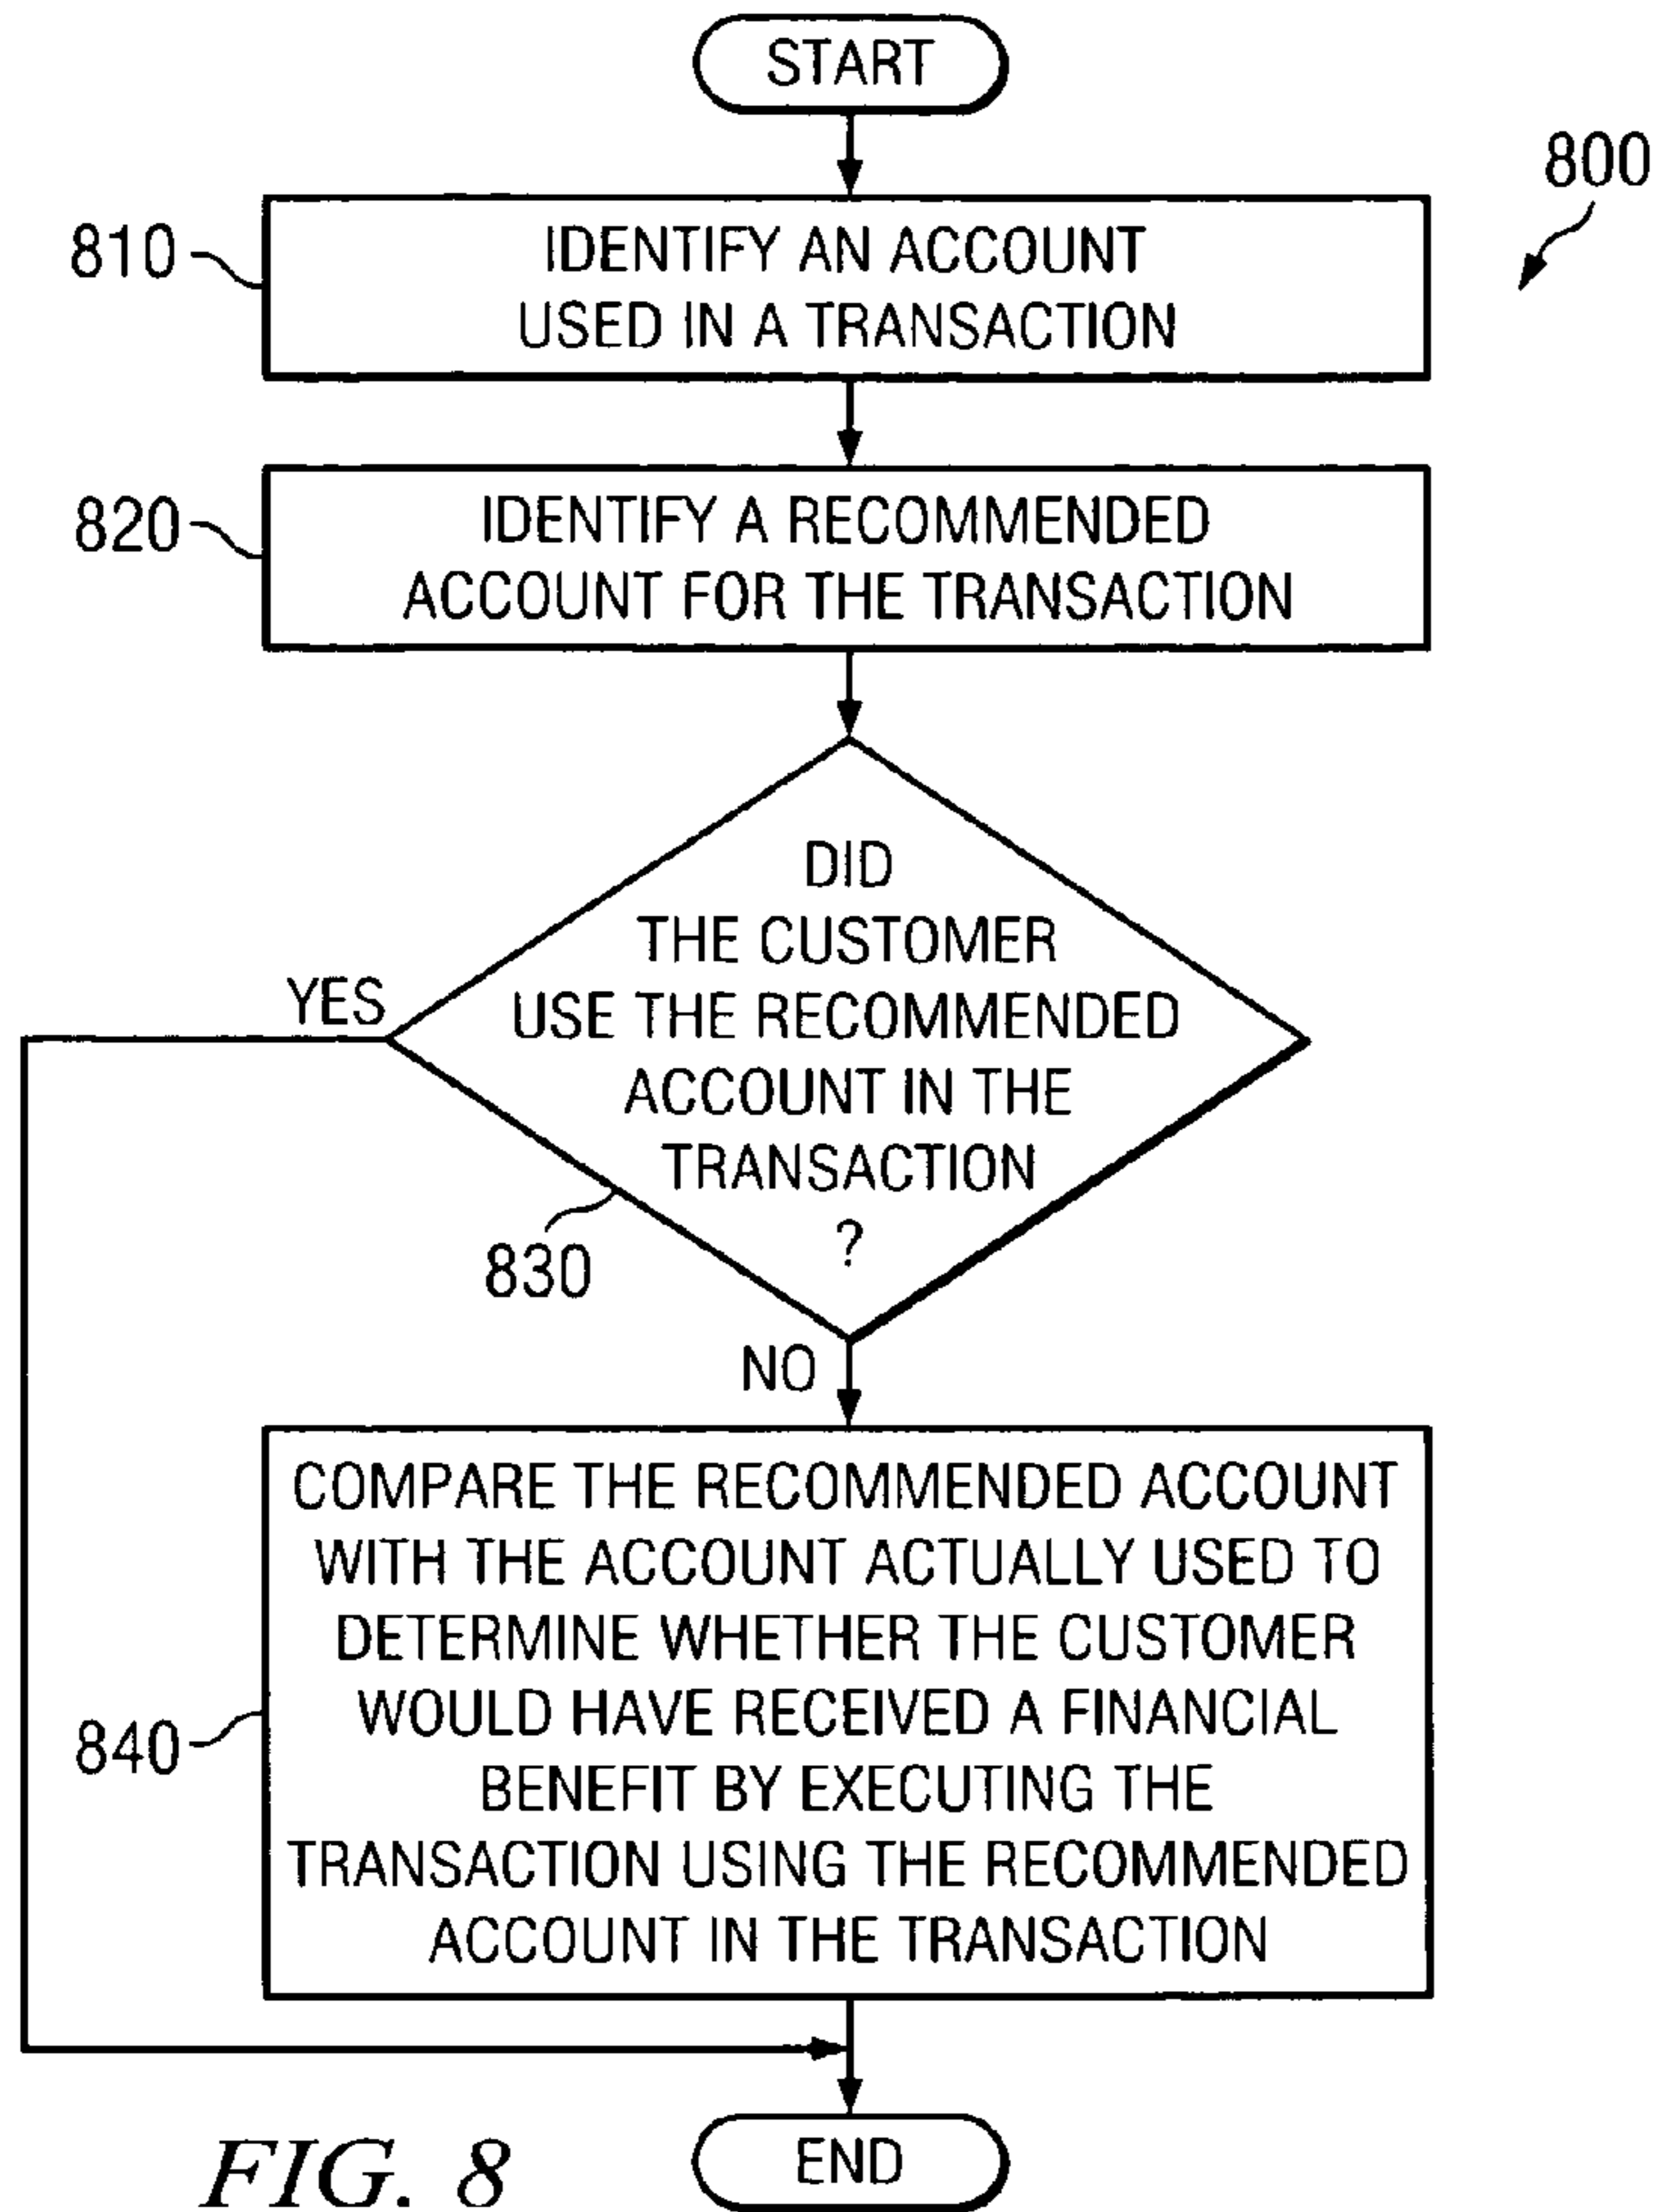 START
800
810
IDENTIFY AN ACCOUNT
USED IN A TRANSACTION
820
IDENTIFY A RECOMMENDED
ACCOUNT FOR THE TRANSACTION
DID
THE CUSTOMER
USE THE RECOMMENDED
ACCOUNT IN THE
TRANSACTION
?
YES
830
NO
840
COMPARE THE RECOMMENDED ACCOUNT
WITH THE ACCOUNT ACTUALLY USED TO
DETERMINE WHETHER THE CUSTOMER
WOULD HAVE RECEIVED A FINANCIAL
BENEFIT BY EXECUTING THE
TRANSACTION USING THE RECOMMENDED
ACCOUNT IN THE TRANSACTION
END
FIG. 8